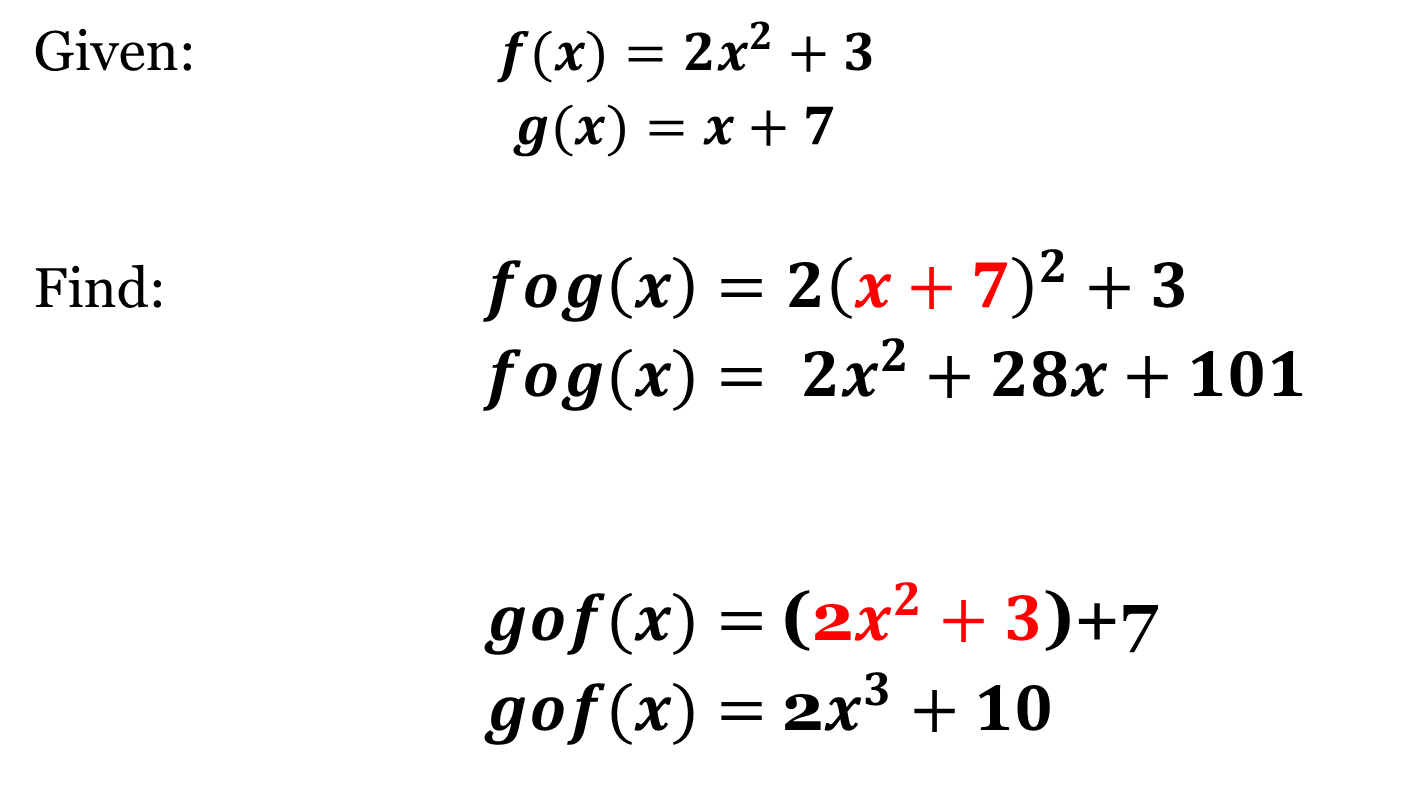 Given: f(x) = 2x² + 3
g(x) = x + 7
Find: fog(x) = 2(x + 7)² + 3
fog(x) = 2x² + 28x + 101
gof(x) = (2x² + 3)+7
gof(x) = 2x³ + 10